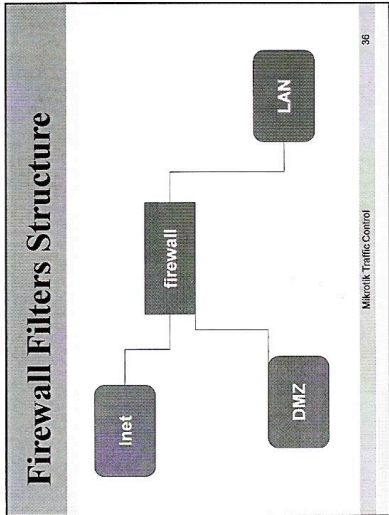 Firewall Filters Structure
Inet
firewall
DMZ
LAN
Mikrotik Traffic Control
36